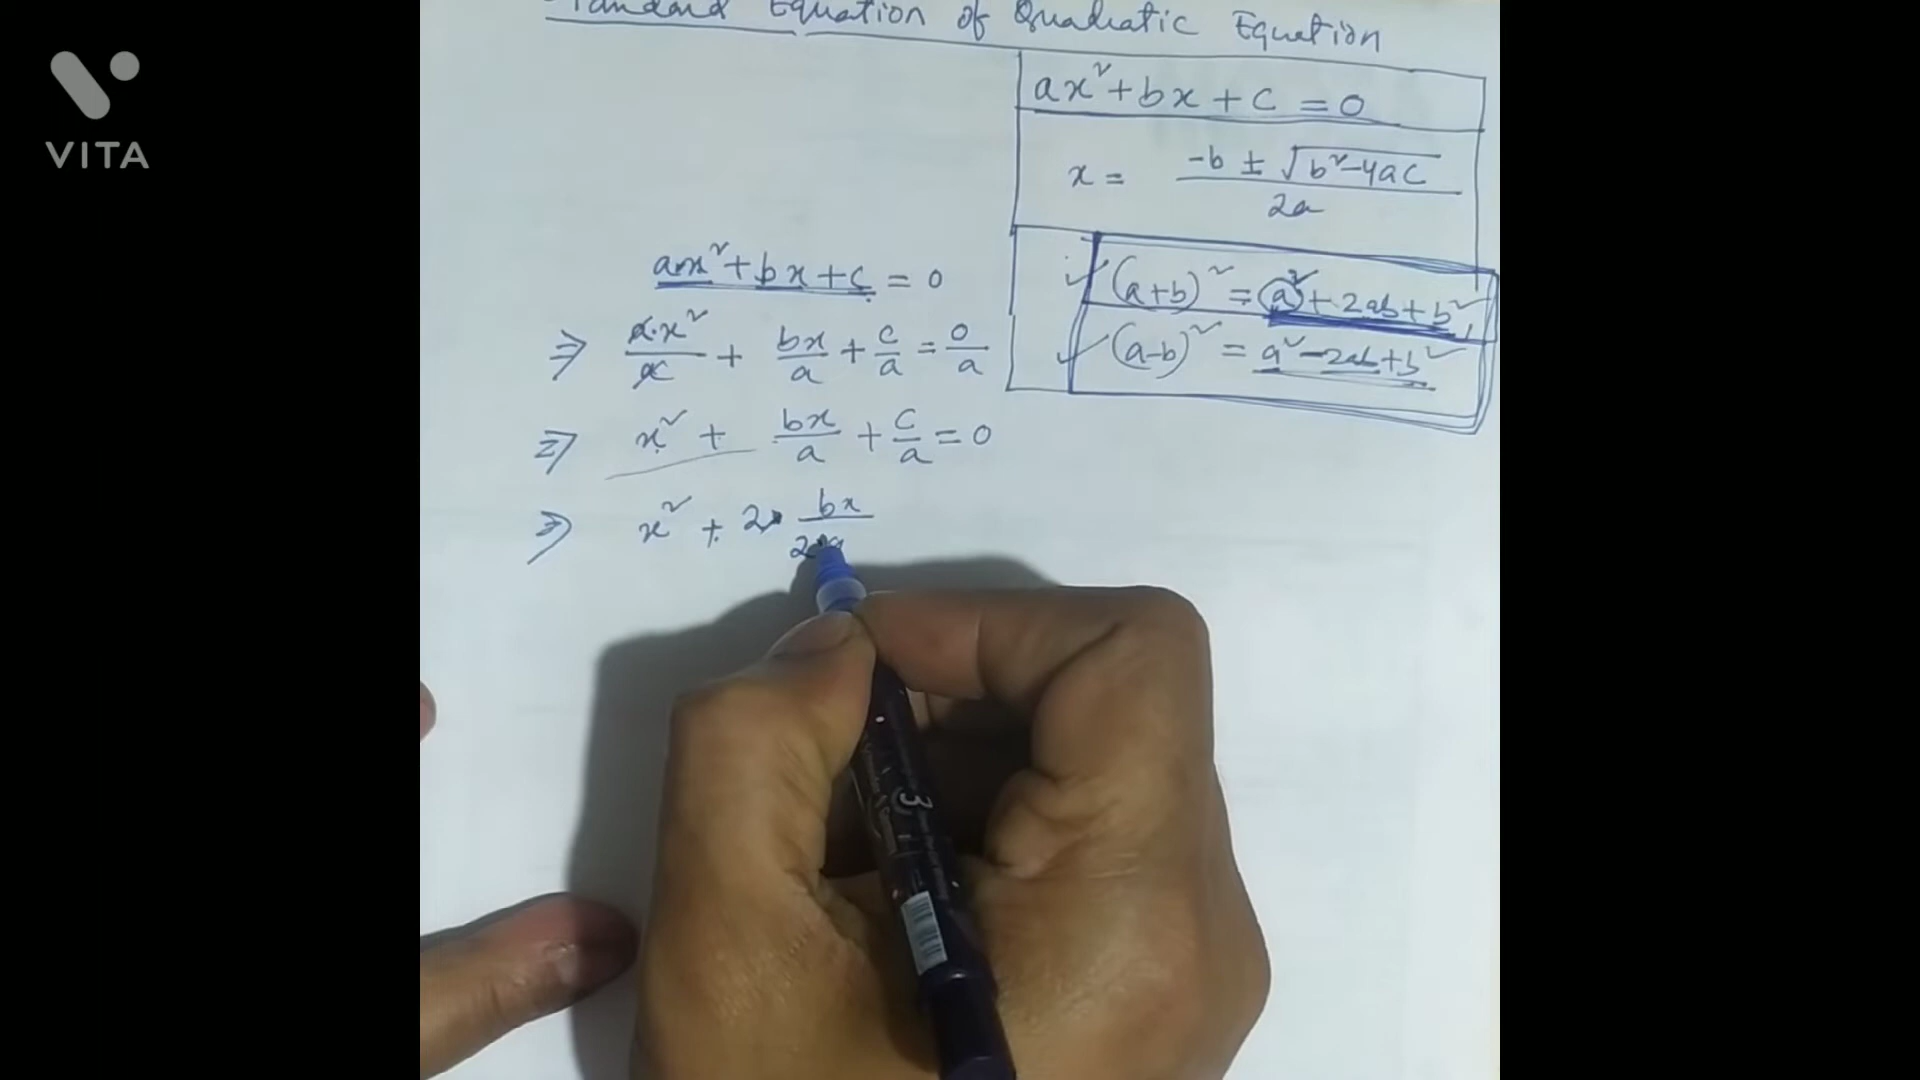 VITA
Standard Equation of Quadratic Equation
ax²+bx+c=0
x = -b ± √b²-4ac / 2a
(a+b)² = a²+2ab+b²
(a-b)² = a²-2ab+b²
ax²+bx+c=0
⇒ a·x²/a + bx/a + c/a = 0/a
⇒ x² + bx/a + c/a = 0
⇒ x² + 2· bx/2·a